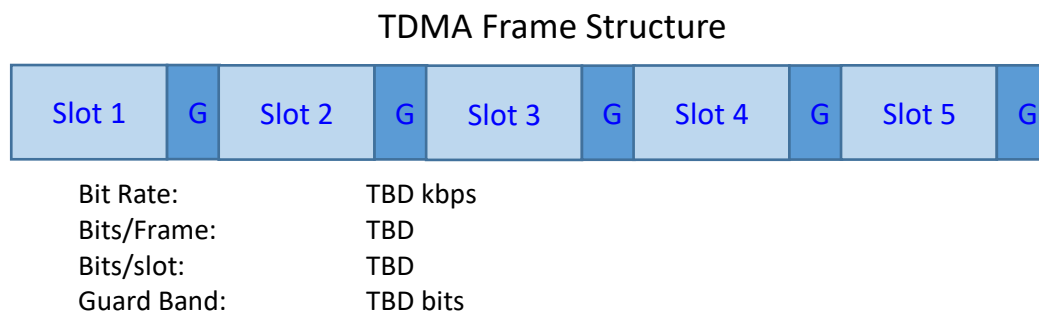 TDMA Frame Structure
Slot 1 G Slot 2 G Slot 3 G Slot 4 G Slot 5 G
Bit Rate: TBD kbps
Bits/Frame: TBD
Bits/slot: TBD
Guard Band: TBD bits